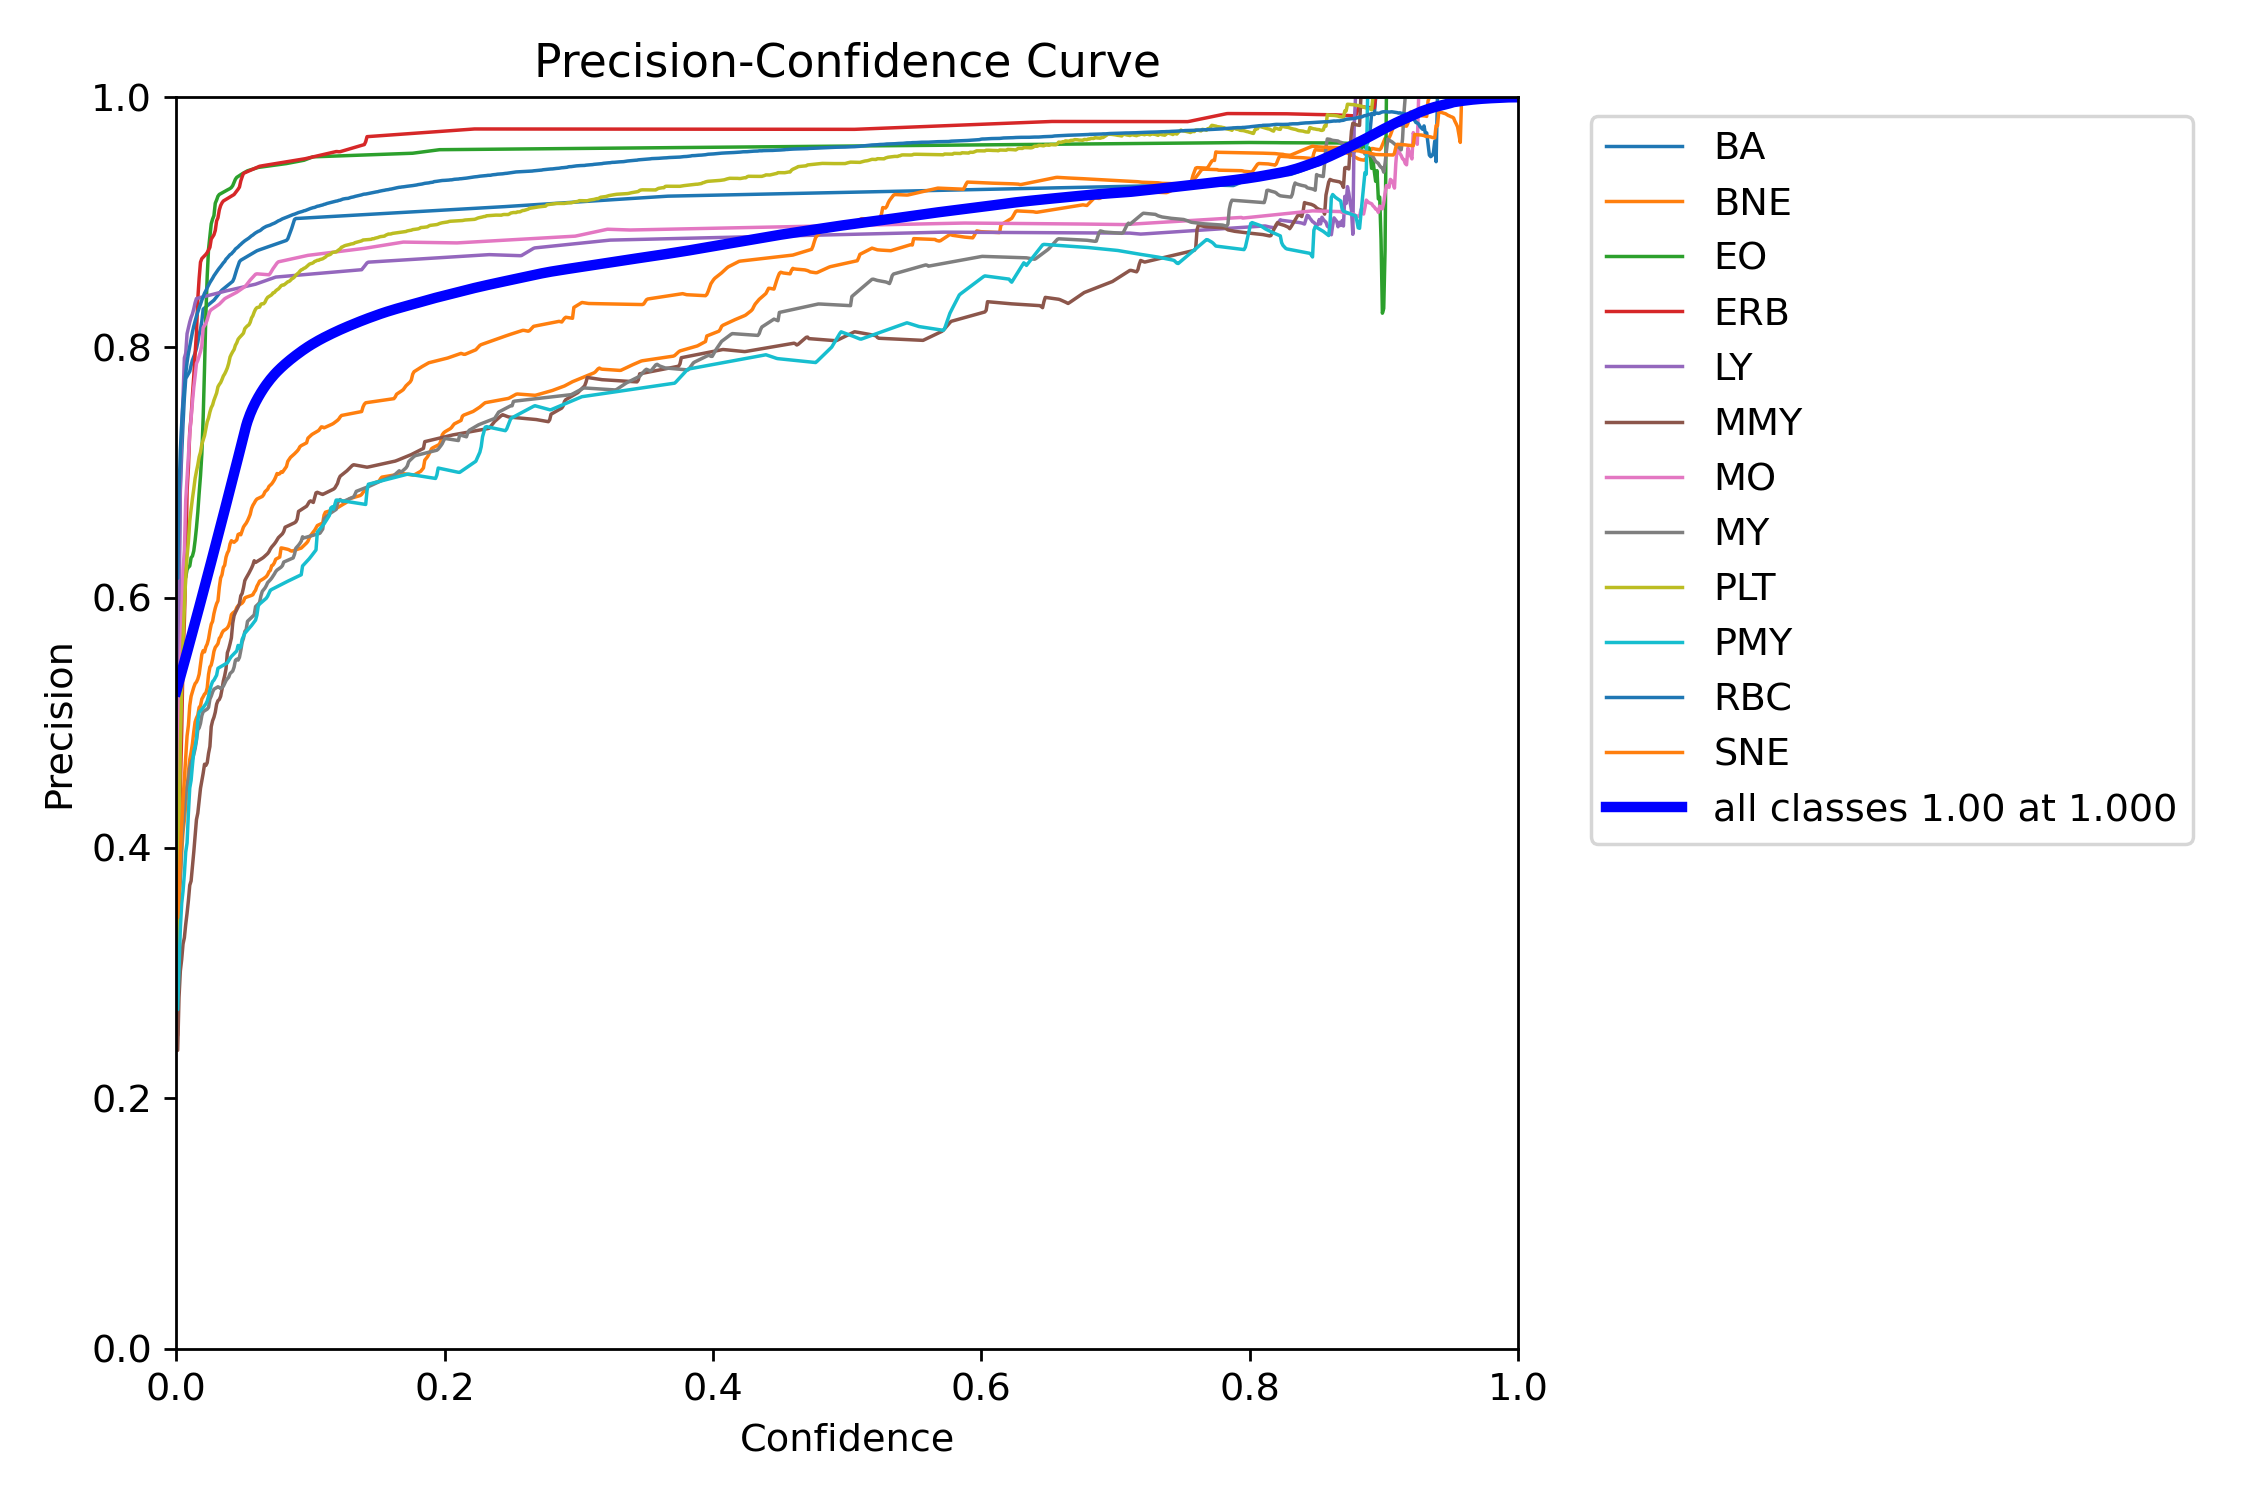 Precision-Confidence Curve
1.0
0.8
0.6
0.4
0.2
0.0
Precision
0.0 0.2 0.4 0.6 0.8 1.0
Confidence
BA
BNE
EO
ERB
LY
MMY
MO
MY
PLT
PMY
RBC
SNE
all classes 1.00 at 1.000